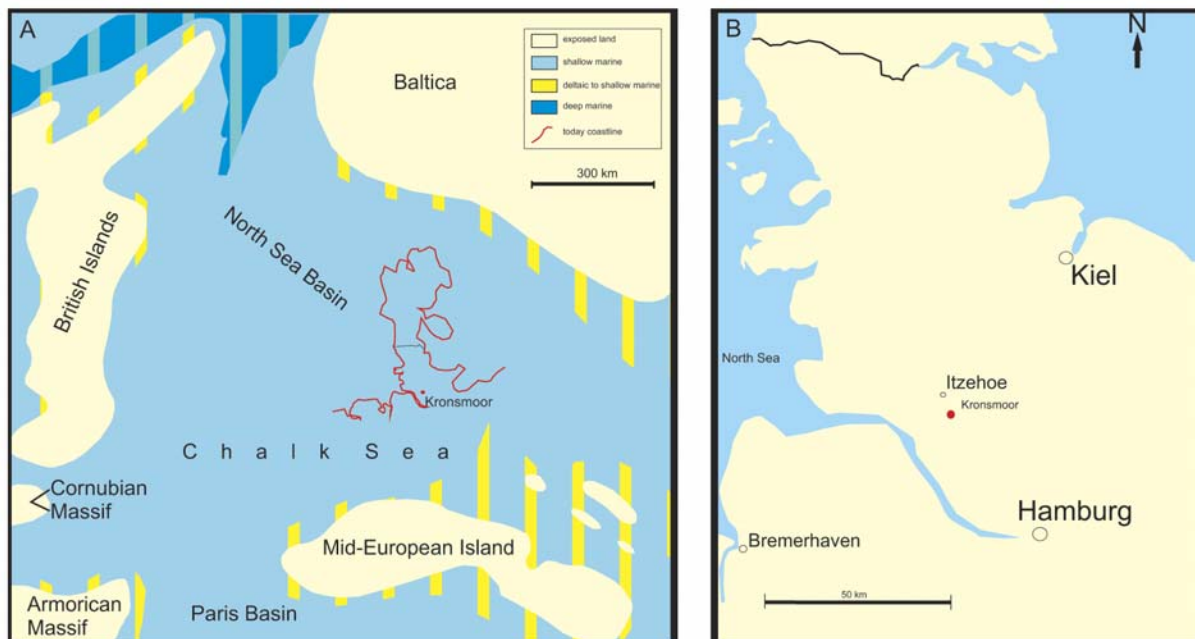 A
exposed land
shallow marine
deltaic to shallow marine
deep marine
today coastline
300 km
Baltica
North Sea Basin
British Islands
Kronsmoor
Chalk Sea
Cornubian
Massif
Mid-European Island
Armorican
Massif
Paris Basin
B
N
Kiel
North Sea
Itzehoe
Kronsmoor
Hamburg
Bremerhaven
50 km